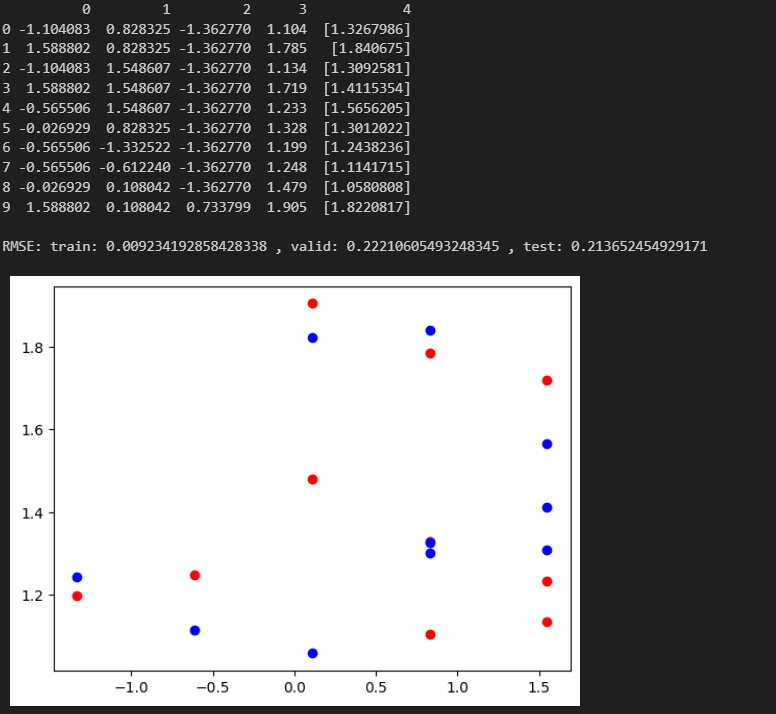 0 1 2 3 4
0 -1.104083 0.828325 -1.362770 1.104 [1.3267986]
1 1.588802 0.828325 -1.362770 1.785 [1.840675]
2 -1.104083 1.548607 -1.362770 1.134 [1.3092581]
3 1.588802 1.548607 -1.362770 1.719 [1.4115354]
4 -0.565506 1.548607 -1.362770 1.233 [1.5656205]
5 -0.026929 0.828325 -1.362770 1.328 [1.3012022]
6 -0.565506 -1.332522 -1.362770 1.199 [1.2438236]
7 -0.565506 -0.612240 -1.362770 1.248 [1.1141715]
8 -0.026929 0.108042 -1.362770 1.479 [1.0580808]
9 1.588802 0.108042 0.733799 1.905 [1.8220817]
RMSE: train: 0.009234192858428338 , valid: 0.22210605493248345 , test: 0.213652454929171
1.8
1.6
1.4
1.2
−1.0 −0.5 0.0 0.5 1.0 1.5